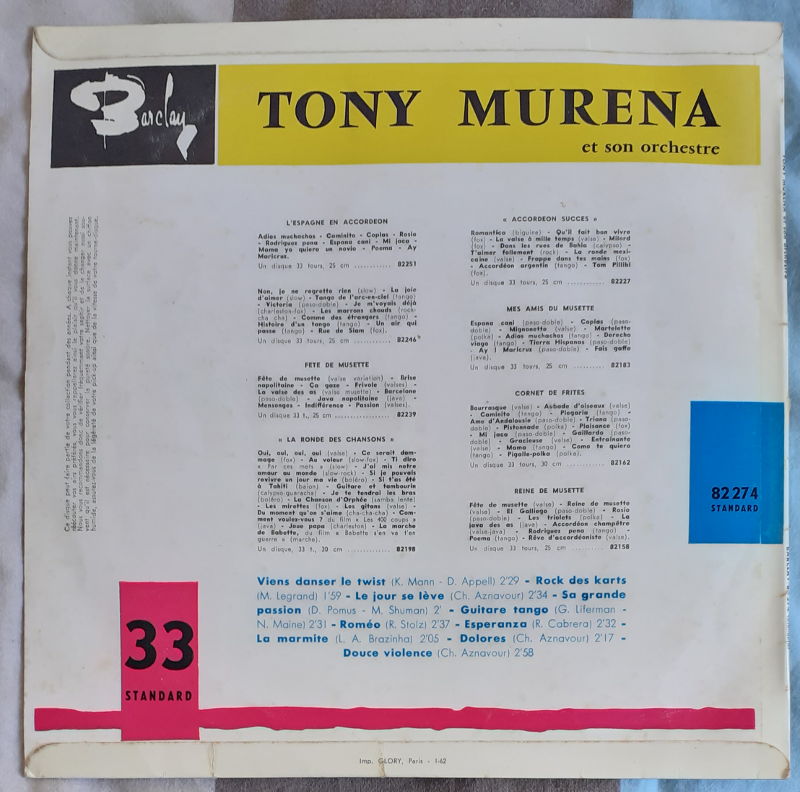 Barclay
TONY MURENA
et son orchestre
L'ESPAGNE EN ACCORDEON
Adios muchachos - Caminito - Coplas - Rosio
- Rodriguez pena - Espana cani - Mi jaca -
Mama yo quiero un novio - Poema - Ay
Maricruz.
Un disque 33 tours, 25 cm ............ 82251
Non, je ne regrette rien (slow) - La joie
d'aimer (slow) - Tango de l'arc-en-ciel (tango)
- Victoria (paso-doble) - Je m'voyais déjà
(charleston-fox) - Les marrons chauds (rock-
cha cha) - Comme des étrangers (tango) -
Histoire d'un tango (tango) - Un air qui
passe (tango) - Rue de Siam (fox).
Un disque 33 tours, 25 cm ............ 82246
FETE DE MUSETTE
Fête de musette (valse variation) - Brise
napolitaine - Ça gaze - Frivole (valses) -
La valse des as (valse musette) - Barcelone
(paso-doble) - Java napolitaine (java) -
Mensonges - Indifférence - Passion (valses).
Un disque 33 tours, 25 cm ............ 82239
« LA RONDE DES CHANSONS »
Oui, oui, oui, oui (valse) - Ce serait dom-
mage (fox) - Au voleur (slow-fox) - Ti dire
« Par ces mots » (slow) - J'ai mis notre
amour au monde (slow-rock) - Si je pouvais
revivre un jour ma vie (boléro) - Si t'as été
à Tahiti (baion) - Guitare et tambourin
(calypso-guaracha) - Je te tendrai les bras
(boléro) - La Chanson d'Orphée (samba lente)
- Les mirettes (fox) - Les gitans (valse) -
Du moment qu'on s'aime (cha-cha-cha) - Com-
ment voulez-vous ? du film « Les 400 coups »
(java) - Joue papa (charleston) - La marche
de Babette, du film « Babette s'en va t'en
guerre » (marche).
Un disque, 33 t., 30 cm ............ 82198
« ACCORDEON SUCCES »
Romantica (biguine) - Qu'il fait bon vivre
(fox) - La valse à mille temps (valse) - Milord
(fox) - Dans les rues de Bahia (calypso) -
T'aimer follement (rock) - La ronde mexi-
caine (valse) - Frappe dans tes mains (fox)
- Accordéon argentin (tango) - Tom Pillibi
(fox).
Un disque 33 tours, 25 cm ............ 82227
MES AMIS DU MUSETTE
Espana cani (paso-doble) - Coplas (paso-
doble) - Mignonette (valse) - Martelette
(polka) - Adios muchachos (tango) - Derecho
viejo (tango) - Tierra Hispanos (paso-doble)
- Ay ! Maricruz (paso-doble) - Fais gaffe
(java).
Un disque 33 tours, 25 cm ............ 82183
CORNET DE FRITES
Bourrasque (valse) - Aubade d'oiseaux (valse)
- Caminito (tango) - Plegaria (tango) -
Ame d'Andalousie (paso-doble) - Triana (paso-
doble) - Pistonnade (polka) - Plaisance (fox)
- Mi jaca (paso-doble) - Gaillardo (paso-
doble) - Gracieuse (valse) - Entrainante
(valse) - Mama (tango) - Como te quiero
(tango) - Pigalle-polka (polka).
Un disque 33 tours, 30 cm ............ 82162
REINE DE MUSETTE
Fête de musette (valse) - Reine de musette
(valse) - El Gallingo (paso-doble) - Rosio
(paso-doble) - Les triolets (polka) - La
java des as (java) - Accordéon champêtre
(valse-java) - Rodriguez pena (tango) -
Poema (tango) - Rêve d'accordéoniste (valse).
Un disque 33 tours, 25 cm ............ 82158
82274
STANDARD
Viens danser le twist (K. Mann - D. Appell) 2'29 - Rock des karts
(M. Legrand) 1'59 - Le jour se lève (Ch. Aznavour) 2'34 - Sa grande
passion (D. Pomus - M. Shuman) 2' - Guitare tango (G. Liferman -
N. Maine) 2'31 - Roméo (R. Stolz) 2'37 - Esperanza (R. Cabrera) 2'32 -
La marmite (L. A. Brazinha) 2'05 - Dolores (Ch. Aznavour) 2'17 -
Douce violence (Ch. Aznavour) 2'58
33
STANDARD
Imp. GLORY, Paris - 1-62